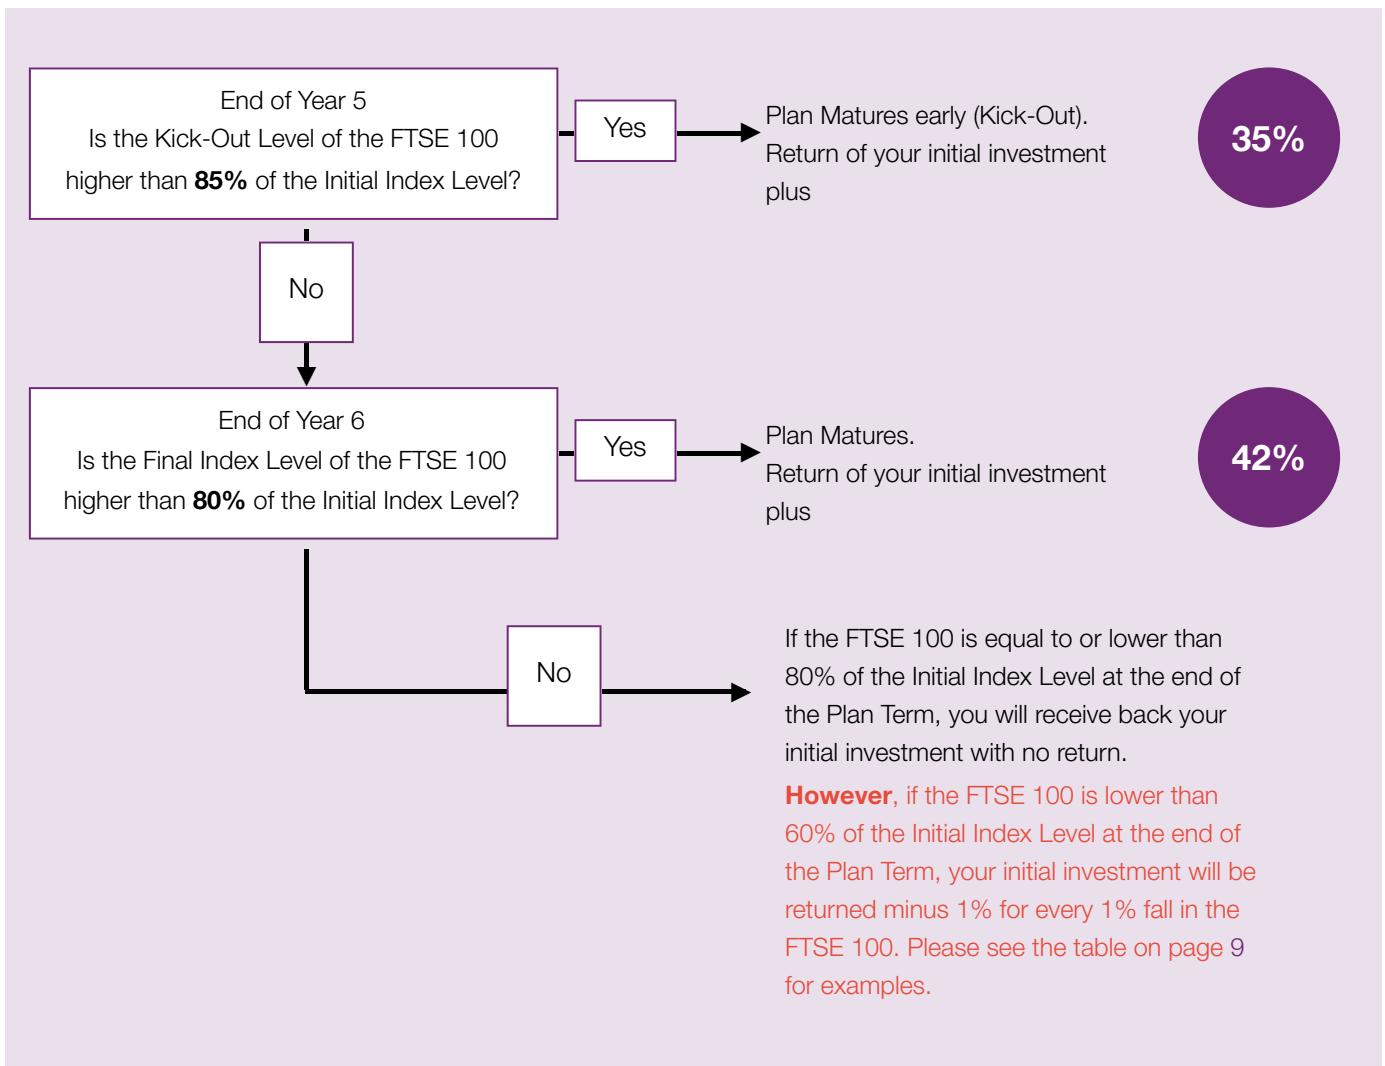 End of Year 5
Is the Kick-Out Level of the FTSE 100
higher than 85% of the Initial Index Level?
Yes
Plan Matures early (Kick-Out).
Return of your initial investment
plus
35%
No
End of Year 6
Is the Final Index Level of the FTSE 100
higher than 80% of the Initial Index Level?
Yes
Plan Matures.
Return of your initial investment
plus
42%
No
If the FTSE 100 is equal to or lower than
80% of the Initial Index Level at the end of
the Plan Term, you will receive back your
initial investment with no return.
However, if the FTSE 100 is lower than
60% of the Initial Index Level at the end of
the Plan Term, your initial investment will be
returned minus 1% for every 1% fall in the
FTSE 100. Please see the table on page 9
for examples.